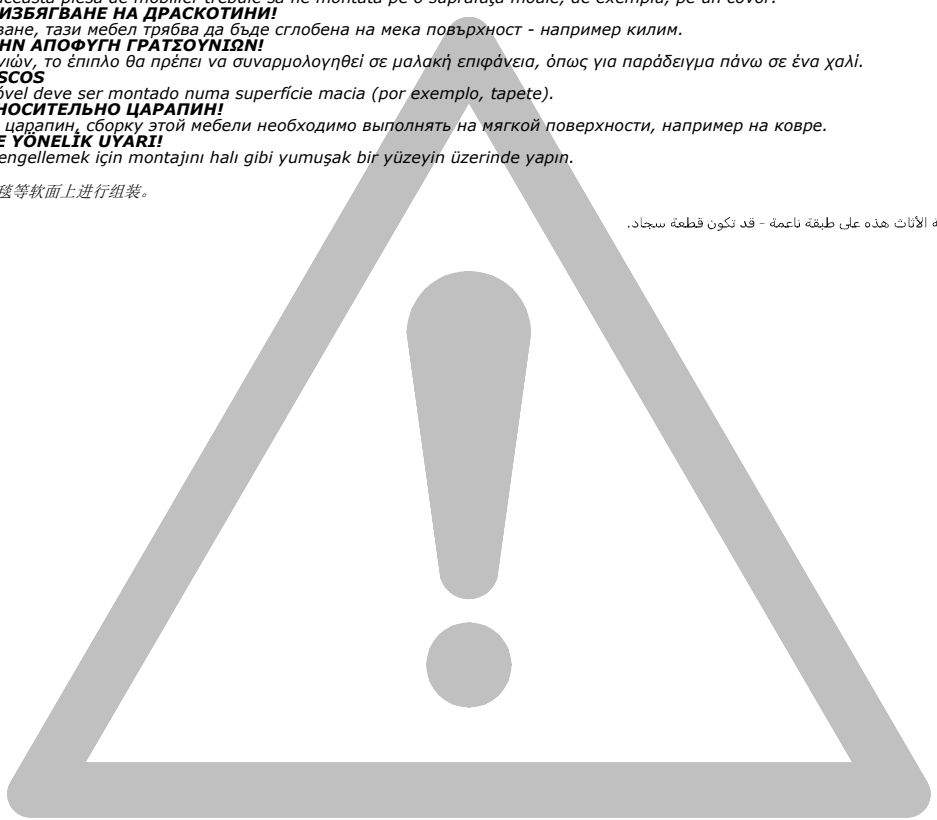 această piesă de mobilier trebuie să fie montată pe o suprafață moale, de exemplu, pe un covor.
ИЗБЯГВАНЕ НА ДРАСКОТИНИ!
ване, тази мебел трябва да бъде сглобена на мека повърхност - например килим.
ΗΝ ΑΠΟΦΥΓΗ ΓΡΑΤΣΟΥΝΙΩΝ!
νιών, το έπιπλο θα πρέπει να συναρμολογηθεί σε μαλακή επιφάνεια, όπως για παράδειγμα πάνω σε ένα χαλί.
SCOS
óvel deve ser montado numa superfície macia (por exemplo, tapete).
НОСИТЕЛЬНО ЦАРАПИН!
царапин, сборку этой мебели необходимо выполнять на мягкой поверхности, например на ковре.
E YÖNELİK UYARI!
engellemek için montajını halı gibi yumuşak bir yüzeyin üzerinde yapın.
毯等软面上进行组装。
ة الأثاث هذه على طبقة ناعمة - قد تكون قطعة سجاد.